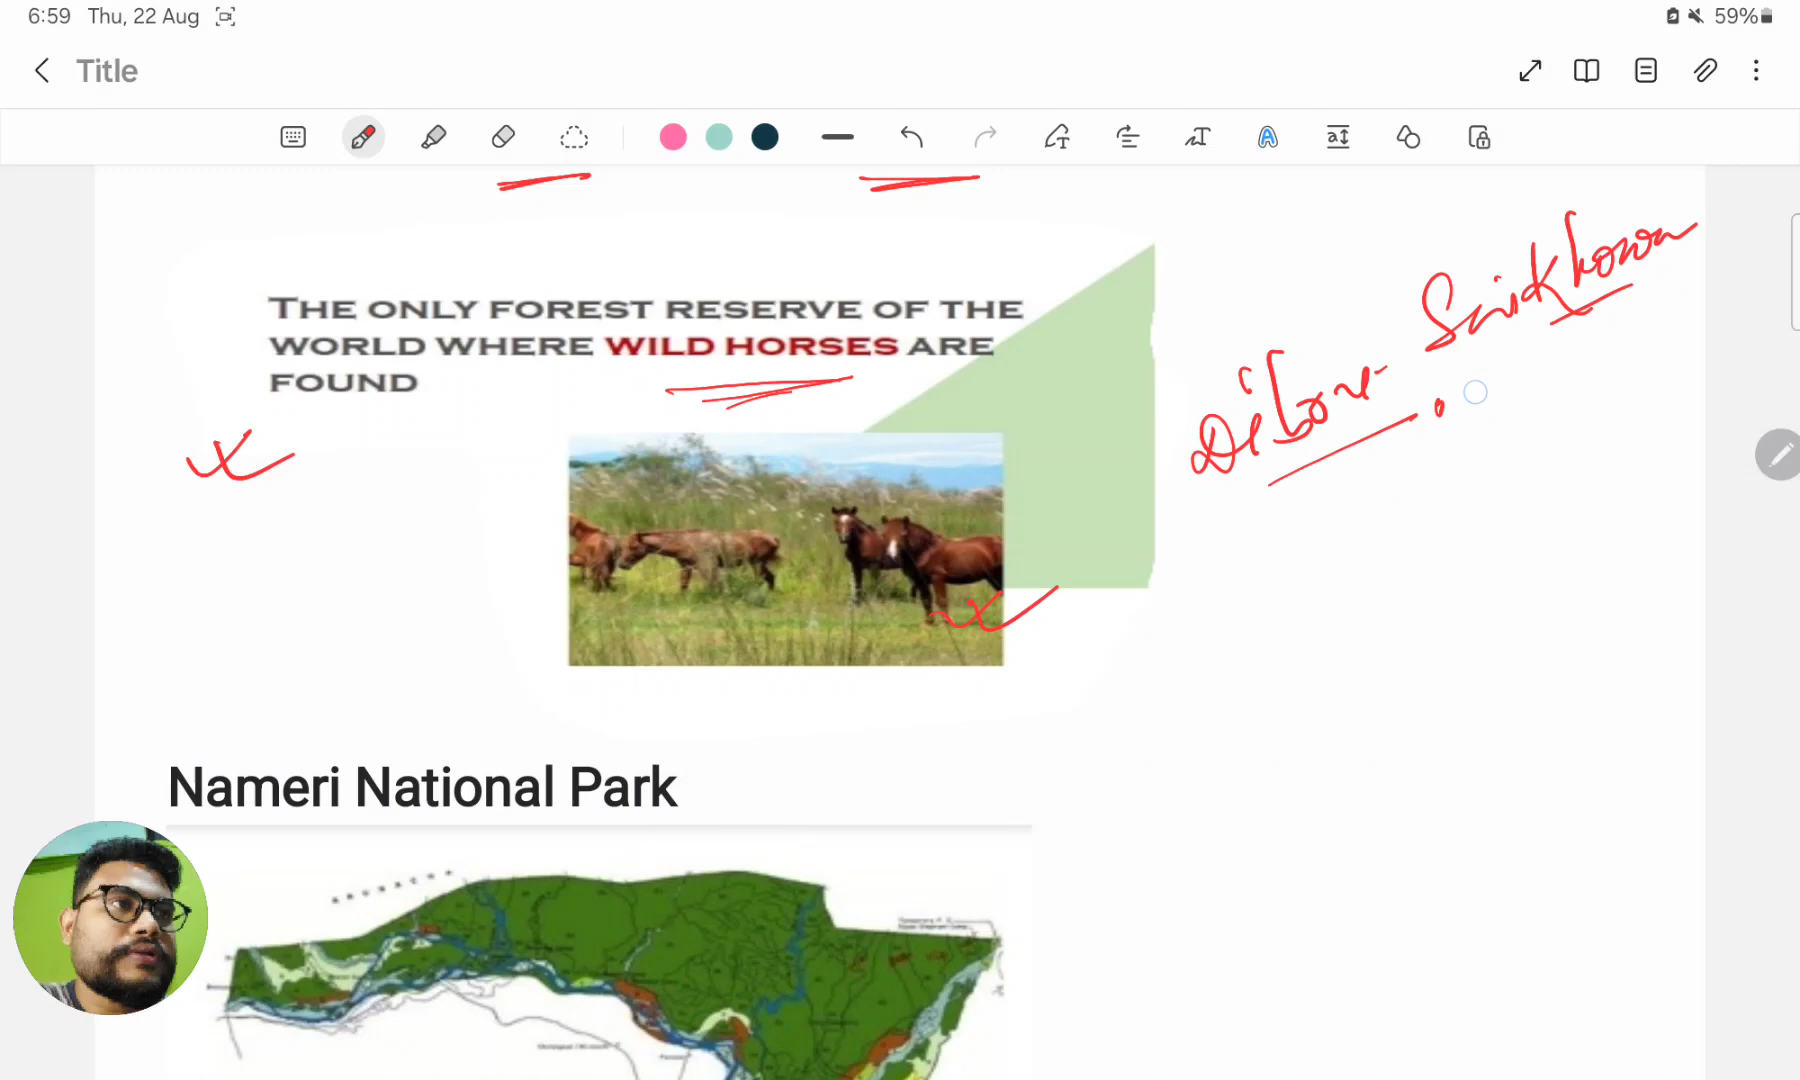 6:59 Thu, 22 Aug 59%
Title
THE ONLY FOREST RESERVE OF THE
WORLD WHERE WILD HORSES ARE
FOUND
Dibru- Saikhowa
Nameri National Park